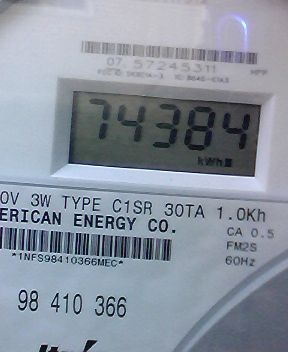 07 57245311
74384
kWh
0V 3W TYPE C1SR 30TA 1.0Kh
ERICAN ENERGY CO.
CA 0.5
FM2S
60Hz
*1NFS98410366MEC*
98 410 366